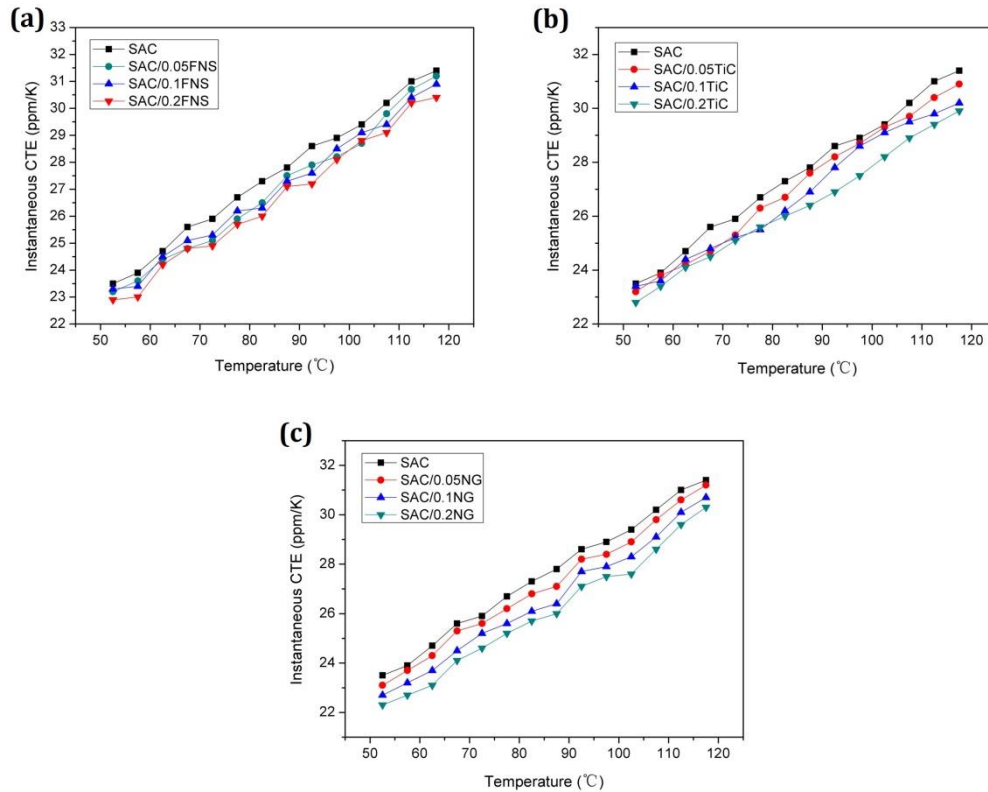 (a)
33
32
31
30
29
28
27
26
25
24
23
22
Instantaneous CTE (ppm/K)
SAC
SAC/0.05FNS
SAC/0.1FNS
SAC/0.2FNS
50 60 70 80 90 100 110 120
Temperature (℃)
(b)
32
30
28
26
24
22
Instantaneous CTE (ppm/K)
SAC
SAC/0.05TiC
SAC/0.1TiC
SAC/0.2TiC
50 60 70 80 90 100 110 120
Temperature (℃)
(c)
32
30
28
26
24
22
Instantaneous CTE (ppm/K)
SAC
SAC/0.05NG
SAC/0.1NG
SAC/0.2NG
50 60 70 80 90 100 110 120
Temperature (℃)